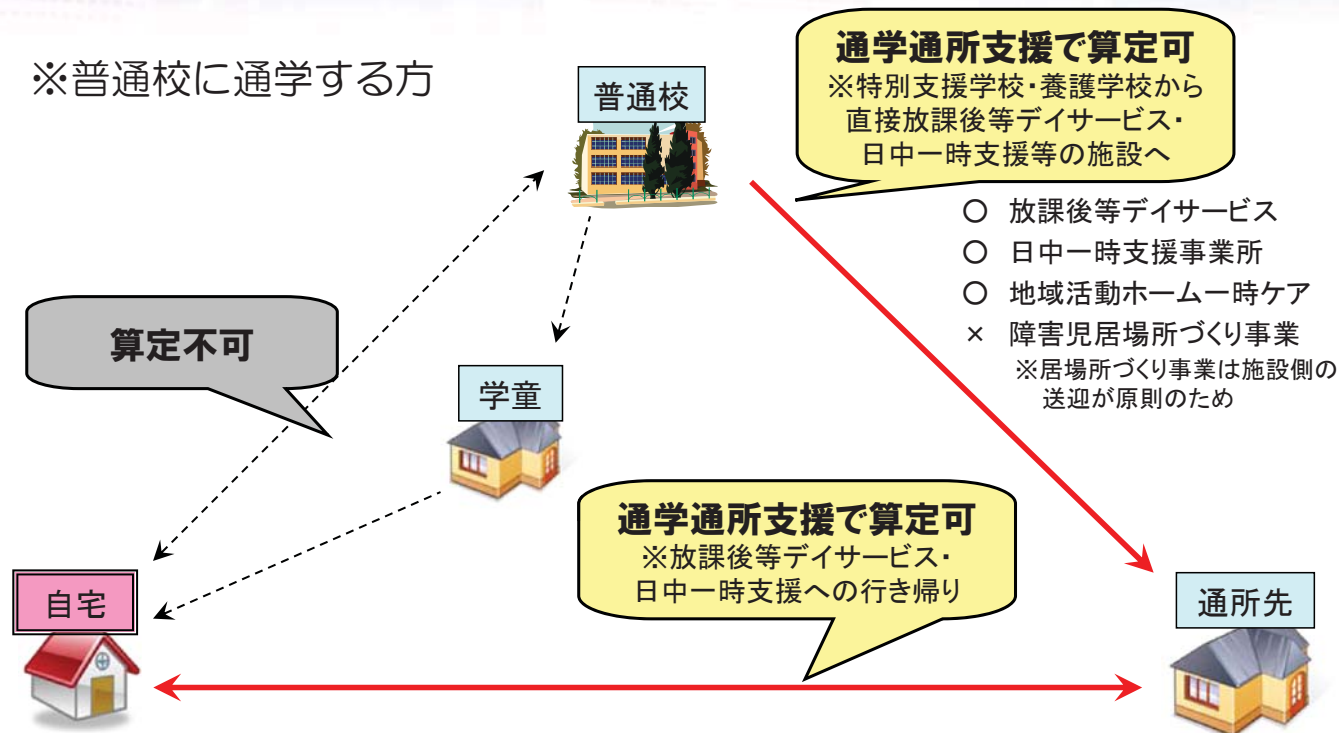 ※普通校に通学する方
普通校
通学通所支援で算定可
※特別支援学校・養護学校から
直接放課後等デイサービス・
日中一時支援等の施設へ
○ 放課後等デイサービス
○ 日中一時支援事業所
○ 地域活動ホーム一時ケア
× 障害児居場所づくり事業
※居場所づくり事業は施設側の
送迎が原則のため
算定不可
学童
通学通所支援で算定可
※放課後等デイサービス・
日中一時支援への行き帰り
自宅
通所先